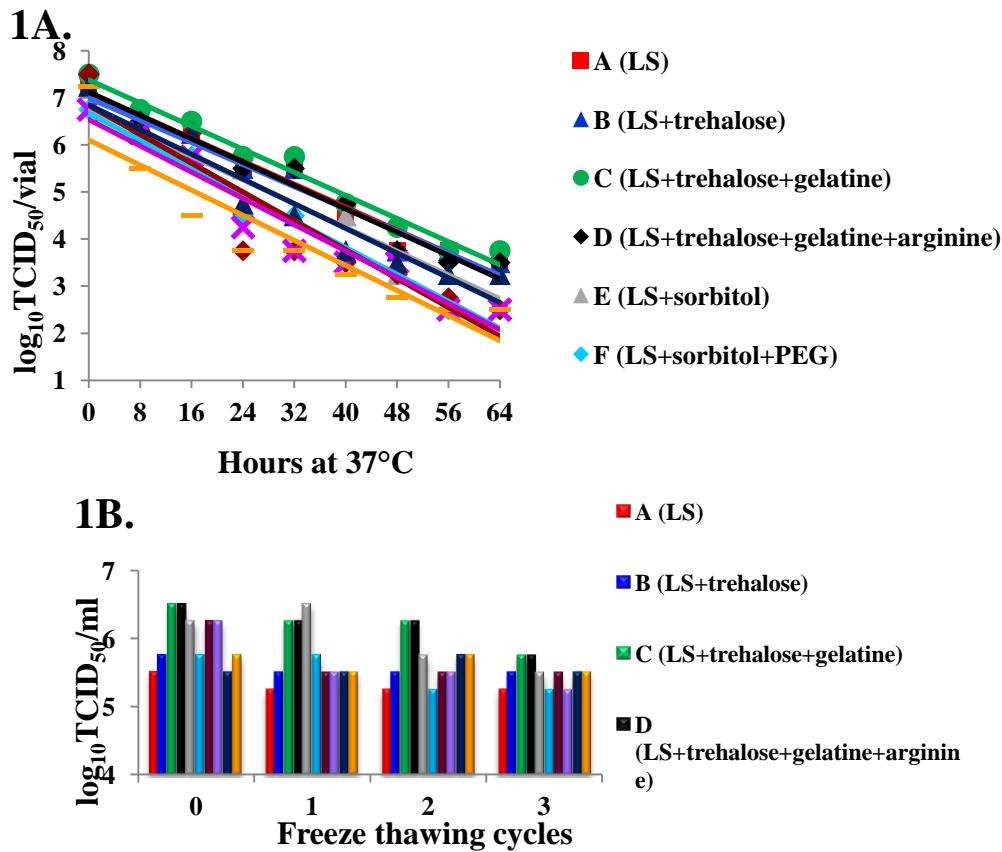 1A.
log₁₀TCID₅₀/vial
8
7
6
5
4
3
2
1
0 8 16 24 32 40 48 56 64
Hours at 37°C
A (LS)
B (LS+trehalose)
C (LS+trehalose+gelatine)
D (LS+trehalose+gelatine+arginine)
E (LS+sorbitol)
F (LS+sorbitol+PEG)
1B.
log₁₀TCID₅₀/ml
7
6
5
4
0 1 2 3
Freeze thawing cycles
A (LS)
B (LS+trehalose)
C (LS+trehalose+gelatine)
D
(LS+trehalose+gelatine+arginin
e)